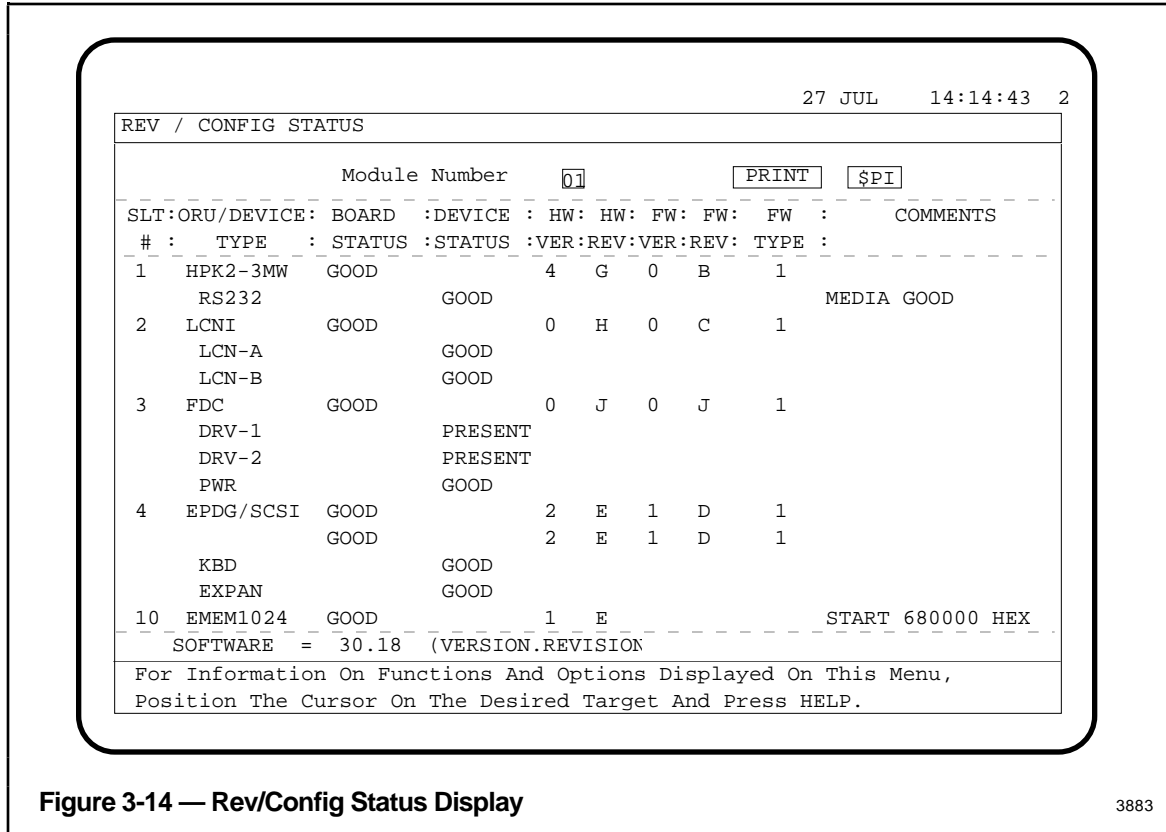 27 JUL 14:14:43 2
REV / CONFIG STATUS
Module Number 01 PRINT $PI
SLT:ORU/DEVICE: BOARD :DEVICE : HW: HW: FW: FW: FW : COMMENTS
# : TYPE : STATUS :STATUS :VER:REV:VER:REV: TYPE :
1 HPK2-3MW GOOD 4 G 0 B 1
RS232 GOOD MEDIA GOOD
2 LCNI GOOD 0 H 0 C 1
LCN-A GOOD
LCN-B GOOD
3 FDC GOOD 0 J 0 J 1
DRV-1 PRESENT
DRV-2 PRESENT
PWR GOOD
4 EPDG/SCSI GOOD 2 E 1 D 1
GOOD 2 E 1 D 1
KBD GOOD
EXPAN GOOD
10 EMEM1024 GOOD 1 E START 680000 HEX
SOFTWARE = 30.18 (VERSION.REVISION
For Information On Functions And Options Displayed On This Menu,
Position The Cursor On The Desired Target And Press HELP.
Figure 3-14 — Rev/Config Status Display 3883